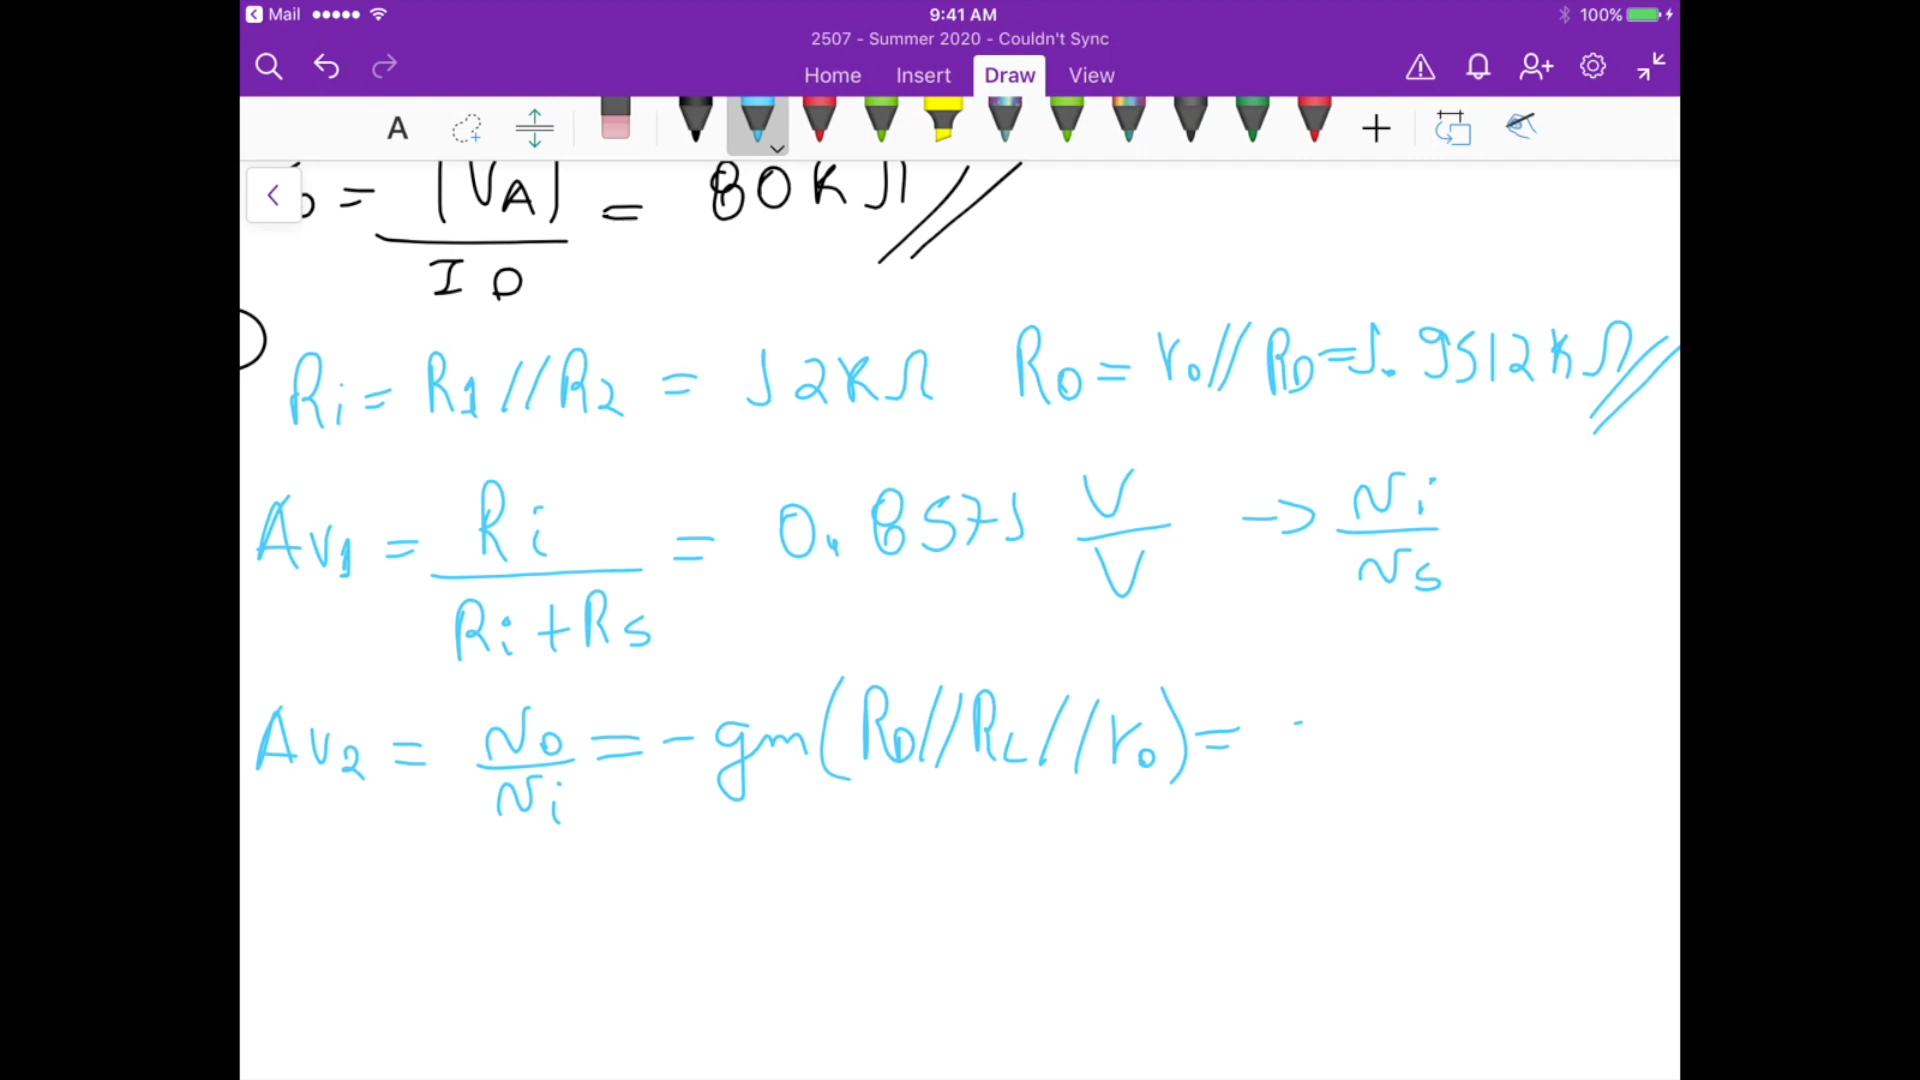 Mail 9:41 AM 100%
2507 - Summer 2020 - Couldn't Sync
Home Insert Draw View
A
o = |VA| / ID = 80KΩ //
Ri = R1 // R2 = 12KΩ RO = ro // RD = 1.9512KΩ //
Av1 = Ri / Ri + Rs = 0.8571 V / V → vi / vs
Av2 = vo / vi = - gm (RD // RL // ro) =